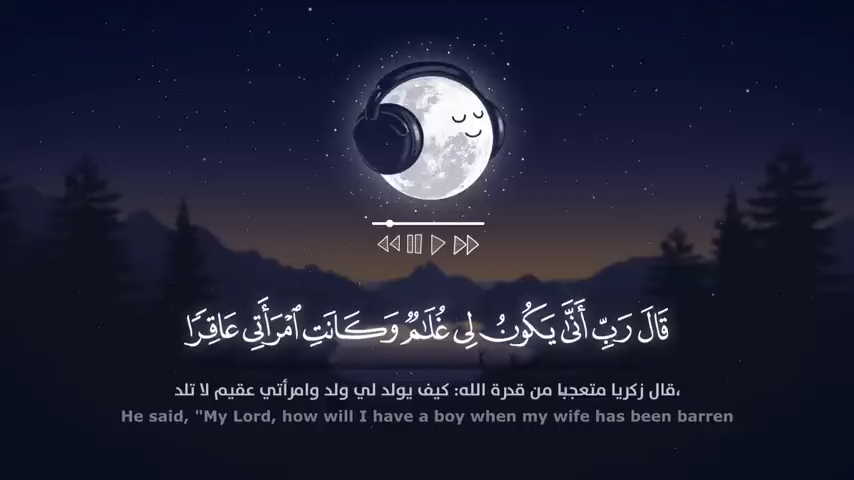 قَالَ رَبِّ أَنَّىٰ يَكُونُ لِي غُلَٰمٌ وَكَانَتِ ٱمْرَأَتِي عَاقِرًا
قال زكريا متعجبا من قدرة الله: كيف يولد لي ولد وامرأتي عقيم لا تلد،
He said, "My Lord, how will I have a boy when my wife has been barren